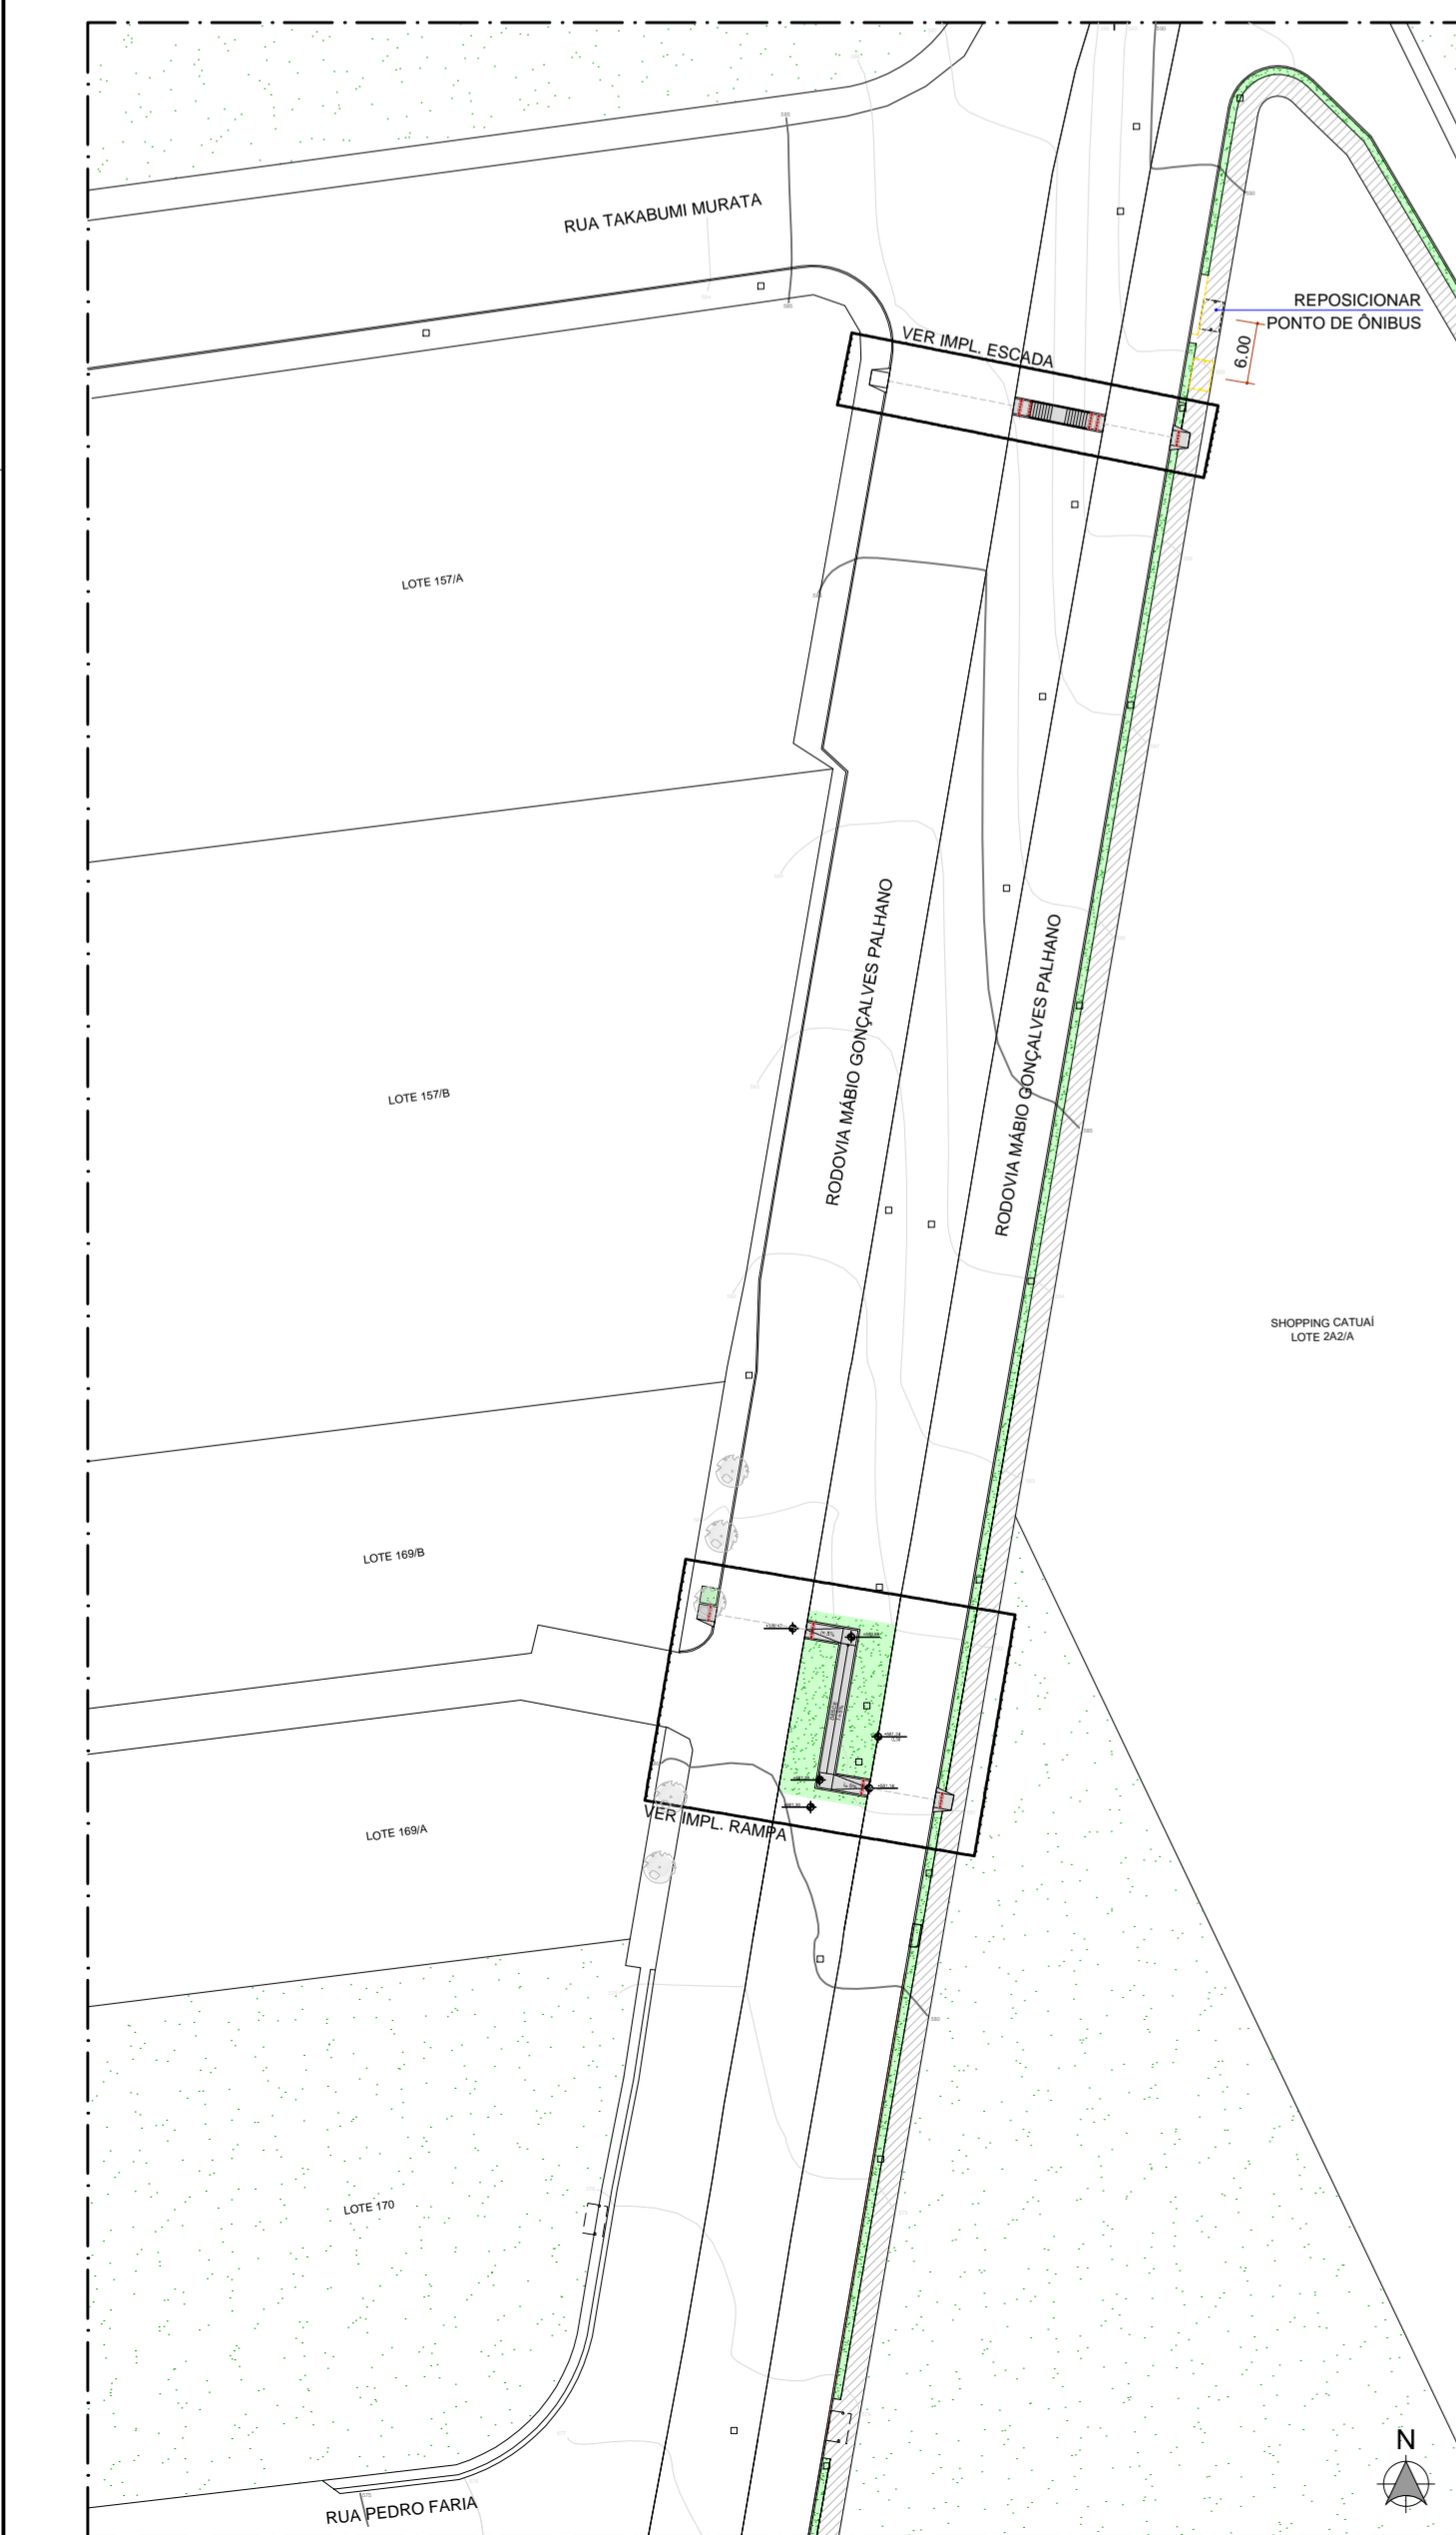 RUA TAKABUMI MURATA
REPOSICIONAR
PONTO DE ÔNIBUS
6.00
VER IMPL. ESCADA
LOTE 157/A
RODOVIA MÁBIO GONÇALVES PALHANO
RODOVIA MÁBIO GONÇALVES PALHANO
LOTE 157/B
SHOPPING CATUAÍ
LOTE 2A2/A
LOTE 169/B
VER IMPL. RAMPA
LOTE 169/A
LOTE 170
N
RUA PEDRO FARIA